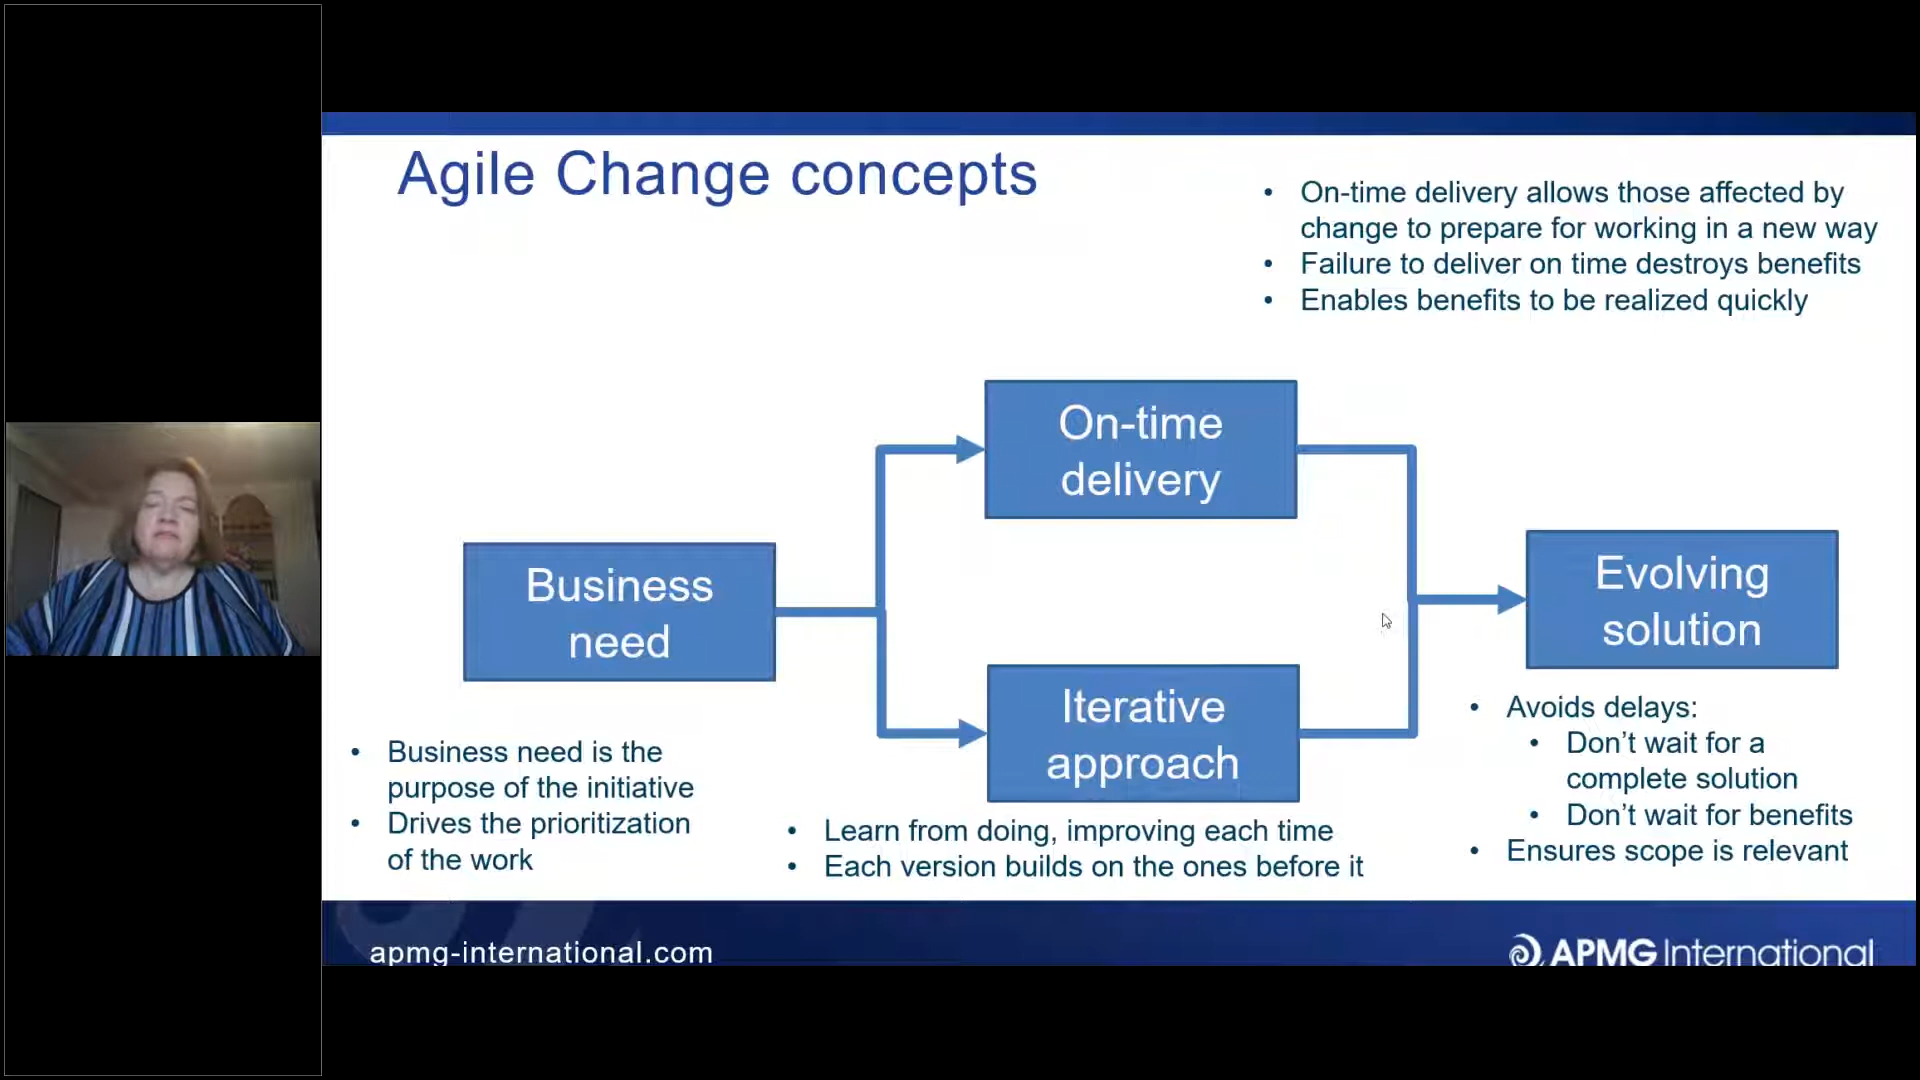 Agile Change concepts
• On-time delivery allows those affected by
change to prepare for working in a new way
• Failure to deliver on time destroys benefits
• Enables benefits to be realized quickly
On-time
delivery
Business
need
Evolving
solution
Iterative
approach
• Business need is the
purpose of the initiative
• Drives the prioritization
of the work
• Learn from doing, improving each time
• Each version builds on the ones before it
• Avoids delays:
• Don’t wait for a
complete solution
• Don’t wait for benefits
• Ensures scope is relevant
apmg-international.com
APMG International